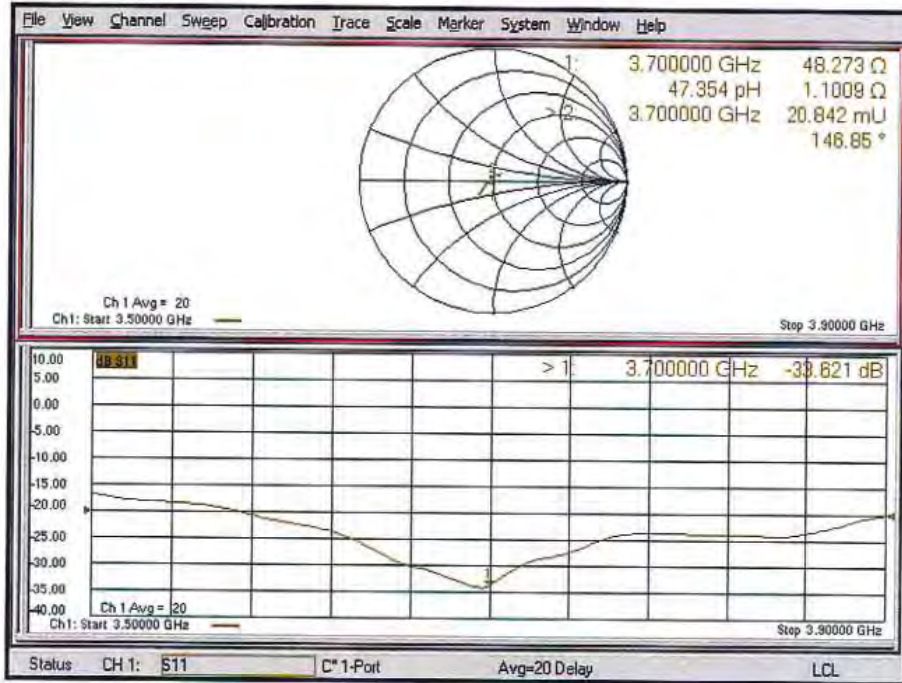 File View Channel Sweep Calibration Trace Scale Marker System Window Help
1: 3.700000 GHz 48.273 Ω
47.354 pH 1.1009 Ω
> 2: 3.700000 GHz 20.842 mU
146.85 °
Ch 1 Avg = 20
Ch1: Start 3.50000 GHz
Stop 3.90000 GHz
10.00 dB S11
> 1: 3.700000 GHz -33.621 dB
5.00
0.00
-5.00
-10.00
-15.00
-20.00
-25.00
-30.00
1
-35.00
-40.00
Ch 1 Avg = 20
Ch1: Start 3.50000 GHz
Stop 3.90000 GHz
Status CH 1: S11 C* 1-Port Avg=20 Delay LCL